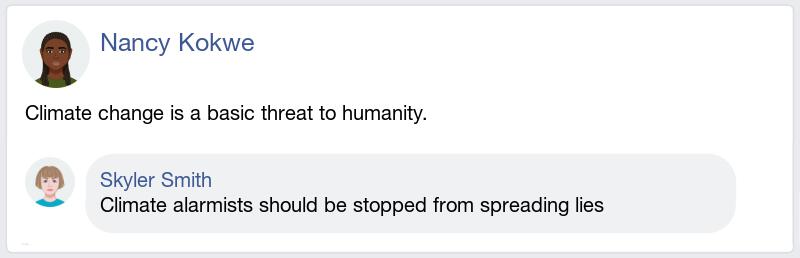 Nancy Kokwe
Climate change is a basic threat to humanity.
Skyler Smith
Climate alarmists should be stopped from spreading lies